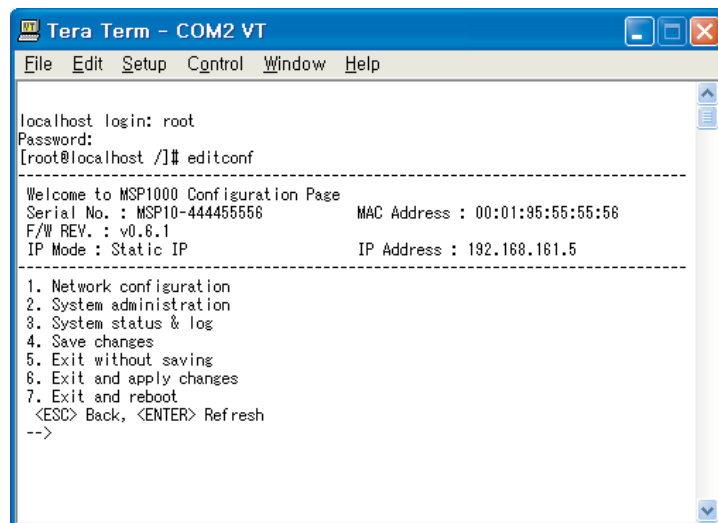 Tera Term - COM2 VT
File Edit Setup Control Window Help
localhost login: root
Password:
[root@localhost /]# editconf
--------------------------------------------------------------------------------
Welcome to MSP1000 Configuration Page
Serial No. : MSP10-444455556 MAC Address : 00:01:95:55:55:56
F/W REV. : v0.6.1
IP Mode : Static IP IP Address : 192.168.161.5
--------------------------------------------------------------------------------
1. Network configuration
2. System administration
3. System status & log
4. Save changes
5. Exit without saving
6. Exit and apply changes
7. Exit and reboot
<ESC> Back, <ENTER> Refresh
-->